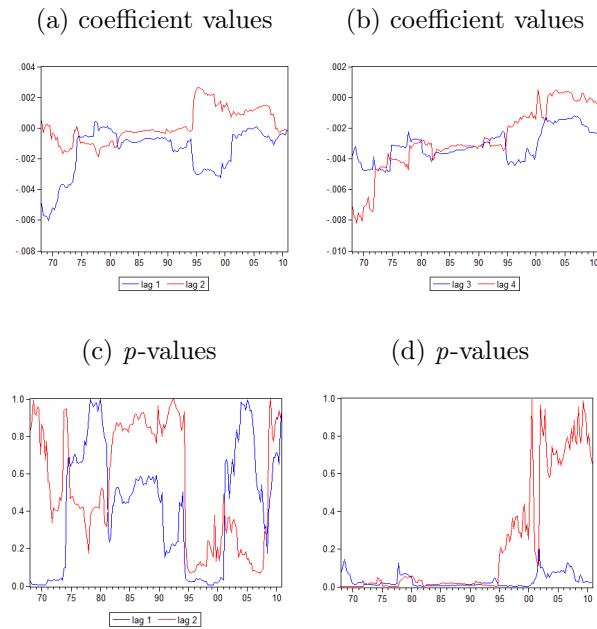 (a) coefficient values
(b) coefficient values
.004
.002
.000
-.002
-.004
-.006
-.008
70 75 80 85 90 95 00 05 10
lag 1 lag 2
.002
.000
-.002
-.004
-.006
-.008
-.010
70 75 80 85 90 95 00 05 10
lag 3 lag 4
(c) p-values
(d) p-values
1.0
0.8
0.6
0.4
0.2
0.0
70 75 80 85 90 95 00 05 10
lag 1 lag 2
1.0
0.8
0.6
0.4
0.2
0.0
70 75 80 85 90 95 00 05 10